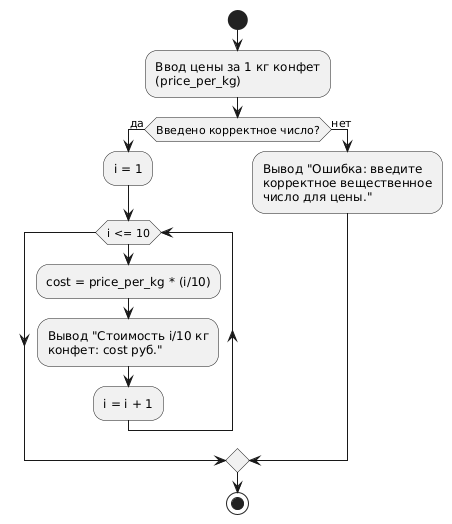 Ввод цены за 1 кг конфет
(price_per_kg)
Введено корректное число?
да
нет
i = 1
Вывод "Ошибка: введите
корректное вещественное
число для цены."
i <= 10
cost = price_per_kg * (i/10)
Вывод "Стоимость i/10 кг
конфет: cost руб."
i = i + 1